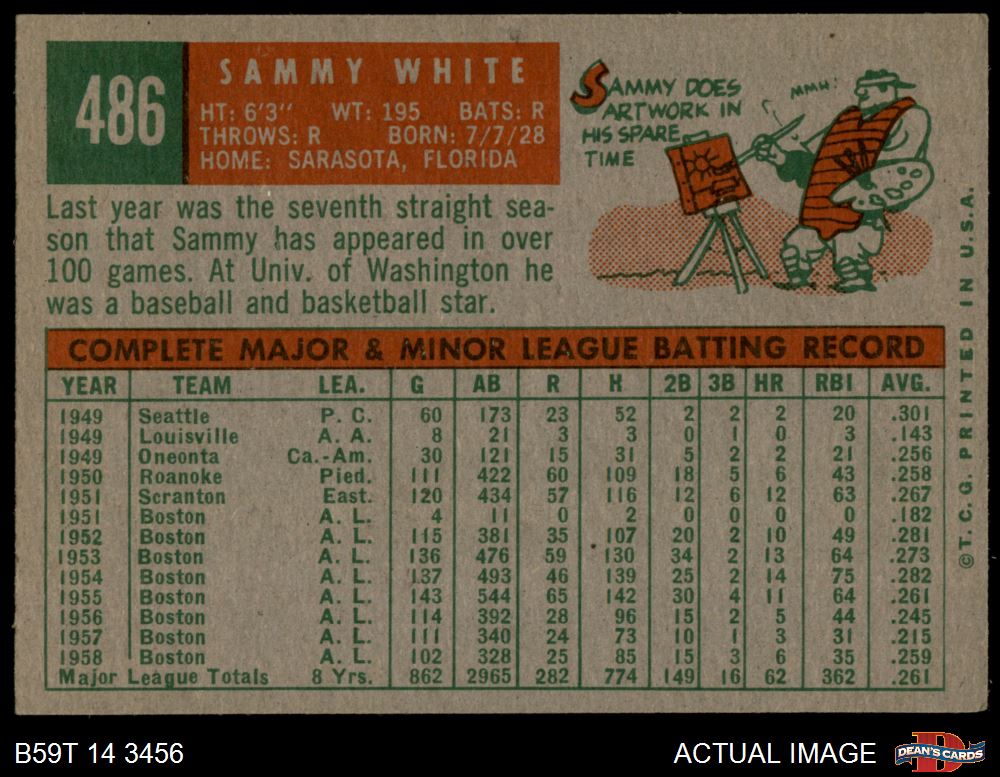 486
SAMMY WHITE
HT: 6'3" WT: 195 BATS: R
THROWS: R BORN: 7/7/28
HOME: SARASOTA, FLORIDA
SAMMY DOES
ARTWORK IN
HIS SPARE
TIME
MMH!
Last year was the seventh straight sea-
son that Sammy has appeared in over
100 games. At Univ. of Washington he
was a baseball and basketball star.
COMPLETE MAJOR & MINOR LEAGUE BATTING RECORD
YEAR TEAM LEA. G AB R H 2B 3B HR RBI AVG.
1949 Seattle P. C. 60 173 23 52 2 2 2 20 .301
1949 Louisville A. A. 8 21 3 3 0 1 0 3 .143
1949 Oneonta Ca.-Am. 30 121 15 31 5 2 2 21 .256
1950 Roanoke Pied. 111 422 60 109 18 5 6 43 .258
1951 Scranton East. 120 434 57 116 12 6 12 63 .267
1951 Boston A. L. 4 11 0 2 0 0 0 0 .182
1952 Boston A. L. 115 381 35 107 20 2 10 49 .281
1953 Boston A. L. 136 476 59 130 34 2 13 64 .273
1954 Boston A. L. 137 493 46 139 25 2 14 75 .282
1955 Boston A. L. 143 544 65 142 30 4 11 64 .261
1956 Boston A. L. 114 392 28 96 15 2 5 44 .245
1957 Boston A. L. 111 340 24 73 10 1 3 31 .215
1958 Boston A. L. 102 328 25 85 15 3 6 35 .259
Major League Totals 8 Yrs. 862 2965 282 774 149 16 62 362 .261
©T.C.G. PRINTED IN U.S.A.
B59T 14 3456
ACTUAL IMAGE
DEAN'S CARDS